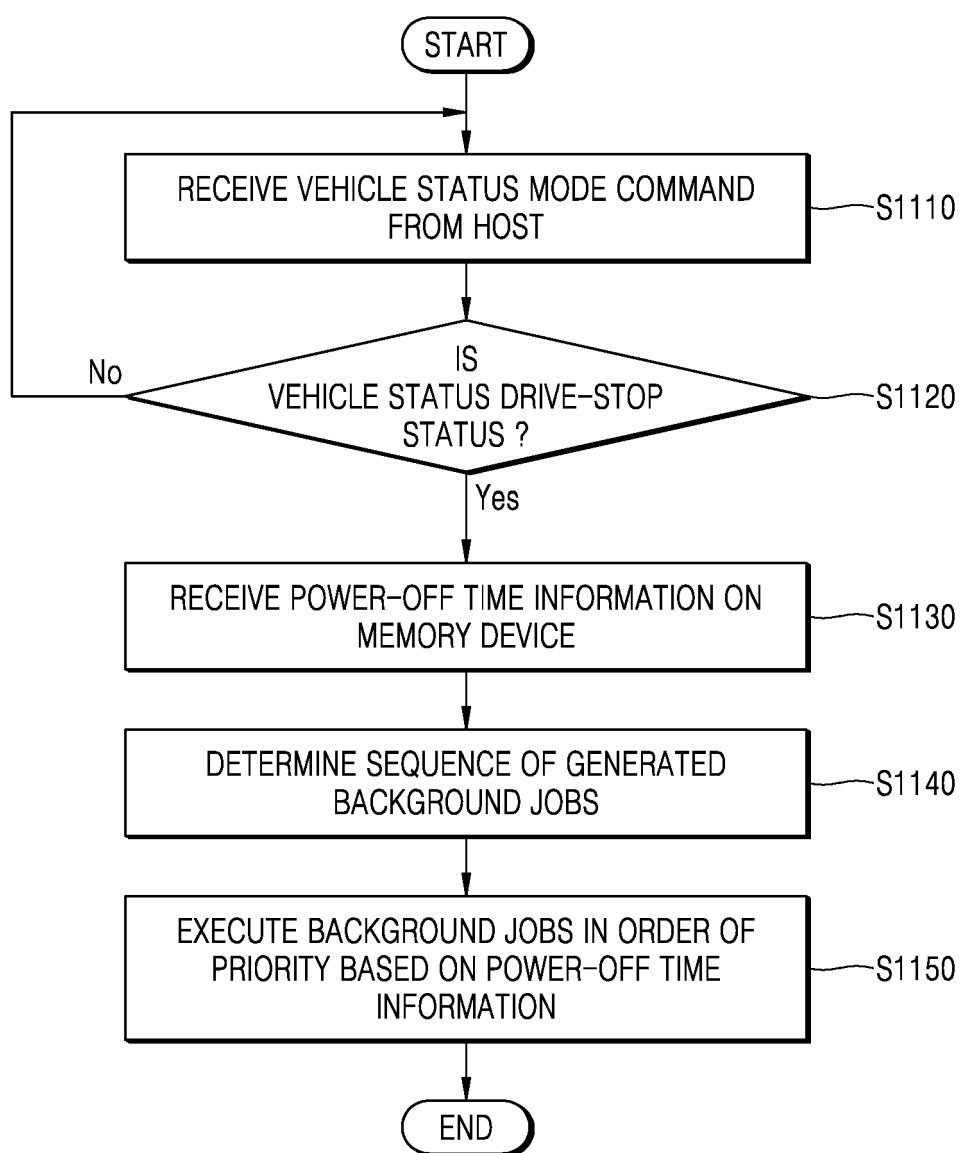 START
RECEIVE VEHICLE STATUS MODE COMMAND
FROM HOST
S1110
IS
VEHICLE STATUS DRIVE-STOP
STATUS ?
S1120
No
Yes
RECEIVE POWER-OFF TIME INFORMATION ON
MEMORY DEVICE
S1130
DETERMINE SEQUENCE OF GENERATED
BACKGROUND JOBS
S1140
EXECUTE BACKGROUND JOBS IN ORDER OF
PRIORITY BASED ON POWER-OFF TIME
INFORMATION
S1150
END